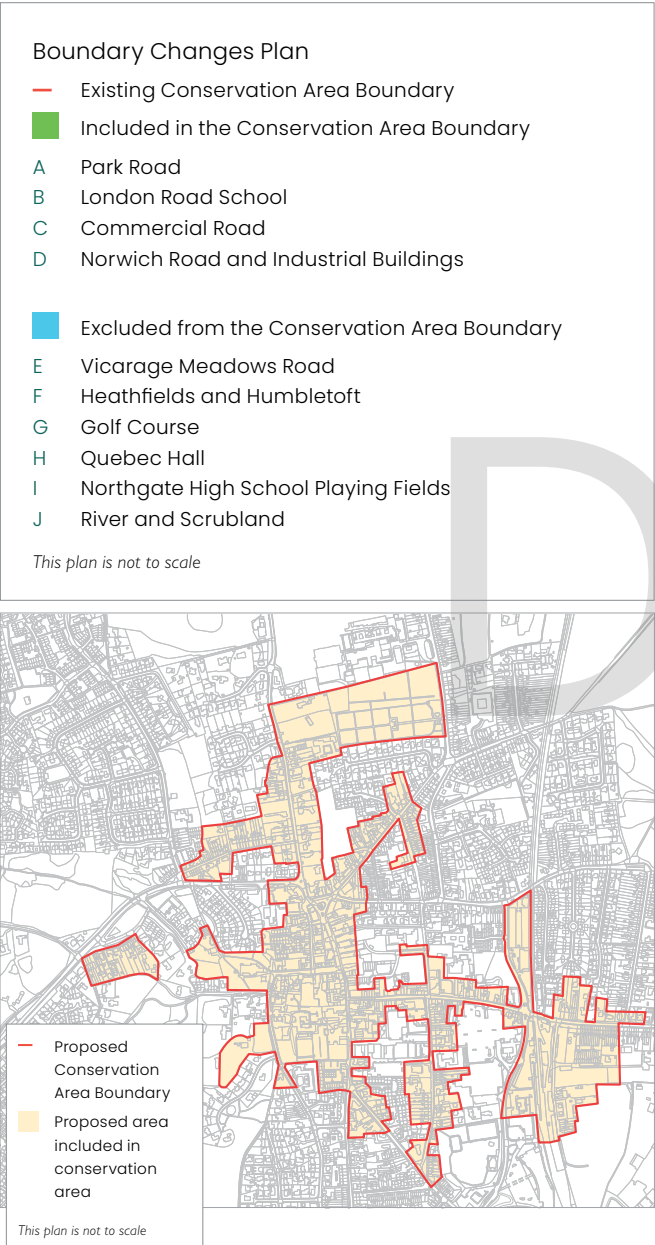 Boundary Changes Plan
Existing Conservation Area Boundary
Included in the Conservation Area Boundary
A Park Road
B London Road School
C Commercial Road
D Norwich Road and Industrial Buildings
Excluded from the Conservation Area Boundary
E Vicarage Meadows Road
F Heathfields and Humbletoft
G Golf Course
H Quebec Hall
I Northgate High School Playing Fields
J River and Scrubland
This plan is not to scale
D
Proposed
Conservation
Area Boundary
Proposed area
included in
conservation
area
This plan is not to scale